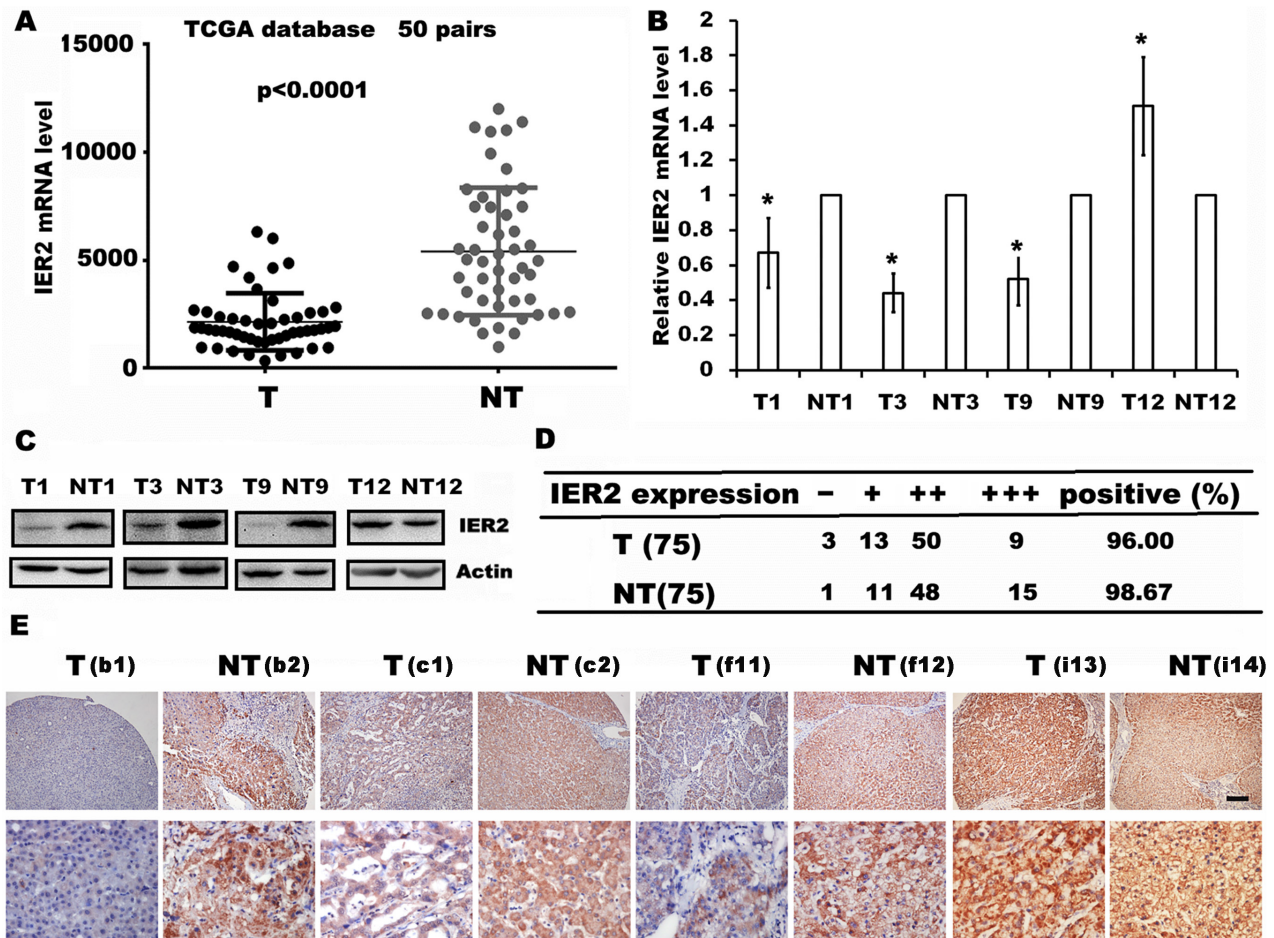 A
TCGA database 50 pairs
p<0.0001
IER2 mRNA level
15000
10000
5000
0
T NT
B
Relative IER2 mRNA level
2
1.8
1.6
1.4
1.2
1
0.8
0.6
0.4
0.2
0
* * * *
T1 NT1 T3 NT3 T9 NT9 T12 NT12
C
T1 NT1 T3 NT3 T9 NT9 T12 NT12
IER2
Actin
D
IER2 expression − + ++ +++ positive (%)
T (75) 3 13 50 9 96.00
NT(75) 1 11 48 15 98.67
E
T (b1) NT (b2) T (c1) NT (c2) T (f11) NT (f12) T (i13) NT (i14)